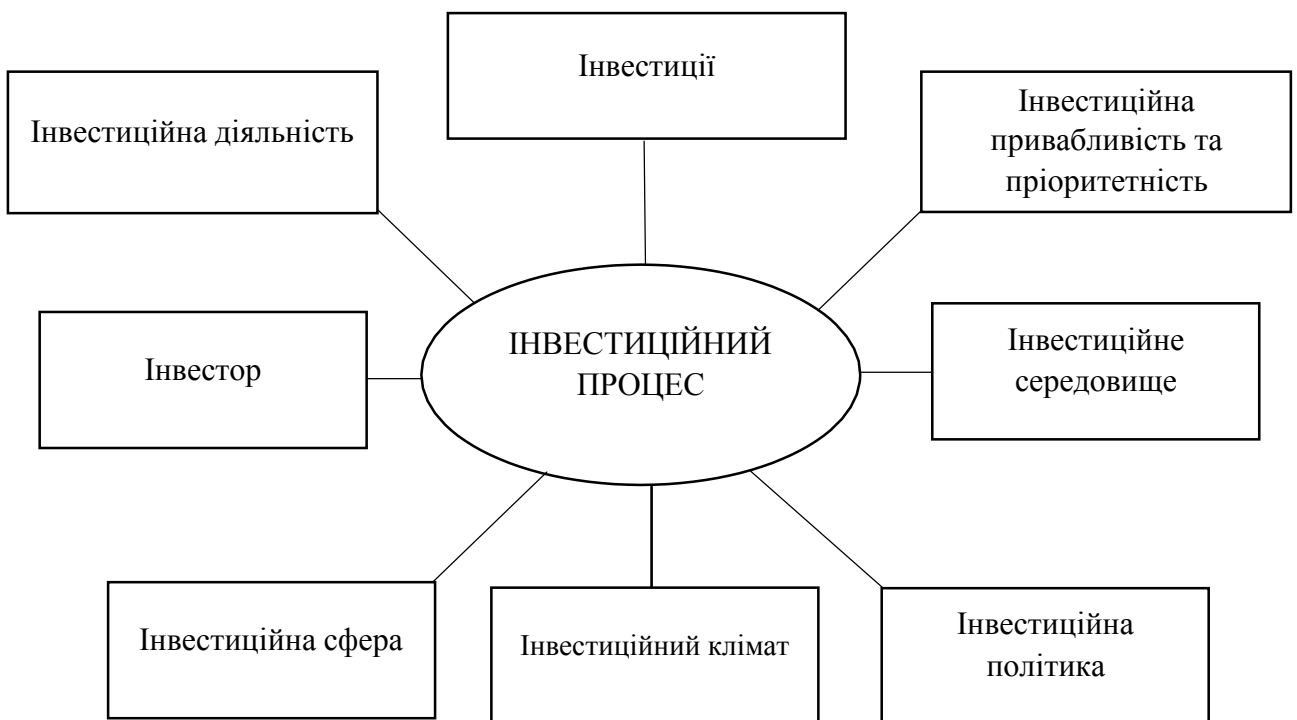 Інвестиції
Інвестиційна діяльність
Інвестиційна
привабливість та
пріоритетність
ІНВЕСТИЦІЙНИЙ
ПРОЦЕС
Інвестор
Інвестиційне
середовище
Інвестиційна сфера
Інвестиційний клімат
Інвестиційна
політика